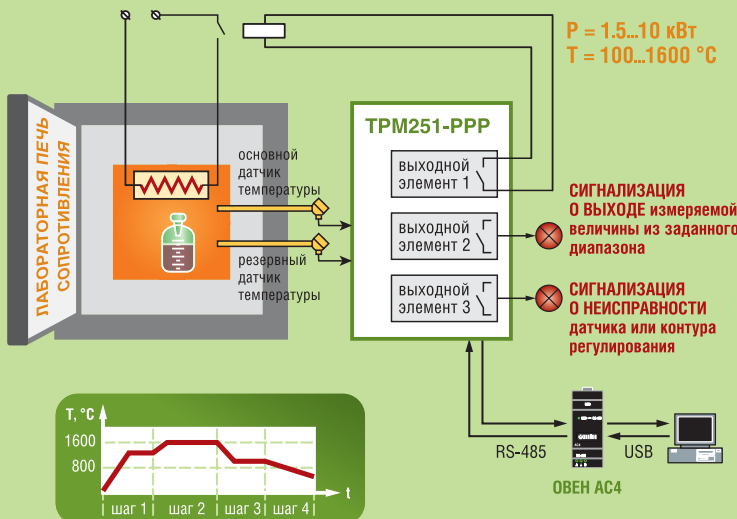 P = 1.5...10 кВт
T = 100...1600 °C
ЛАБОРАТОРНАЯ ПЕЧЬ
СОПРОТИВЛЕНИЯ
основной
датчик
температуры
резервный
датчик
температуры
ТРМ251-РРР
выходной
элемент 1
выходной
элемент 2
выходной
элемент 3
СИГНАЛИЗАЦИЯ
О ВЫХОДЕ измеряемой
величины из заданного
диапазона
СИГНАЛИЗАЦИЯ
О НЕИСПРАВНОСТИ
датчика или контура
регулирования
T, °C
1600
800
t
шаг 1
шаг 2
шаг 3
шаг 4
RS-485
USB
ОВЕН АС4